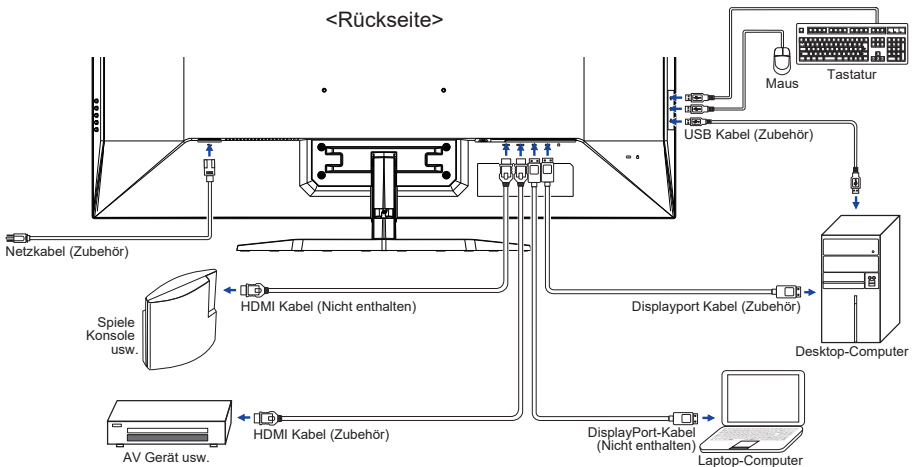 <Rückseite>
Maus
Tastatur
USB Kabel (Zubehör)
Netzkabel (Zubehör)
HDMI Kabel (Nicht enthalten)
Displayport Kabel (Zubehör)
Spiele
Konsole
usw.
Desktop-Computer
HDMI Kabel (Zubehör)
DisplayPort-Kabel
(Nicht enthalten)
AV Gerät usw.
Laptop-Computer